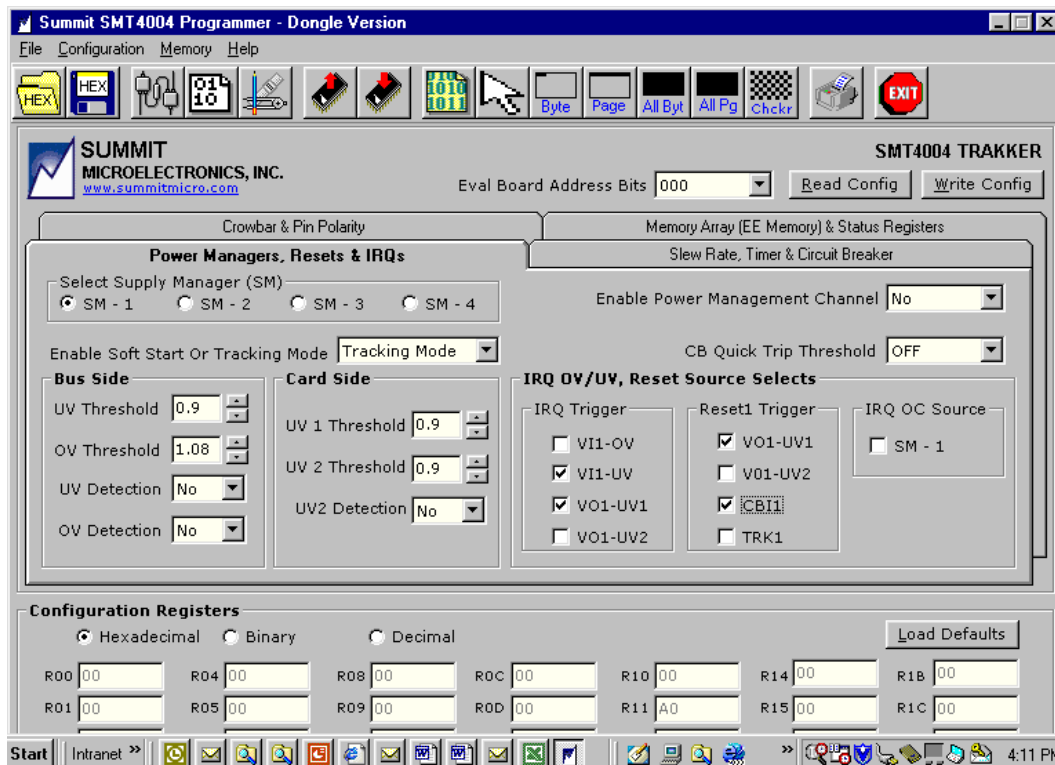 Summit SMT4004 Programmer - Dongle Version
File Configuration Memory Help
HEX HEX Byte Page All Byt All Pg Chckr EXIT
SUMMIT
MICROELECTRONICS, INC.
www.summitmicro.com
SMT4004 TRAKKER
Eval Board Address Bits 000 Read Config Write Config
Crowbar & Pin Polarity Memory Array (EE Memory) & Status Registers
Power Managers, Resets & IRQs Slew Rate, Timer & Circuit Breaker
Select Supply Manager (SM)
SM - 1 SM - 2 SM - 3 SM - 4
Enable Power Management Channel No
Enable Soft Start Or Tracking Mode Tracking Mode
CB Quick Trip Threshold OFF
Bus Side
UV Threshold 0.9
OV Threshold 1.08
UV Detection No
OV Detection No
Card Side
UV 1 Threshold 0.9
UV 2 Threshold 0.9
UV2 Detection No
IRQ OV/UV, Reset Source Selects
IRQ Trigger
VI1-OV
VI1-UV
VO1-UV1
VO1-UV2
Reset1 Trigger
VO1-UV1
V01-UV2
CBI1
TRK1
IRQ OC Source
SM - 1
Configuration Registers
Hexadecimal Binary Decimal
Load Defaults
R00 00 R04 00 R08 00 R0C 00 R10 00 R14 00 R1B 00
R01 00 R05 00 R09 00 R0D 00 R11 A0 R15 00 R1C 00
Start Intranet » » 4:11 PM